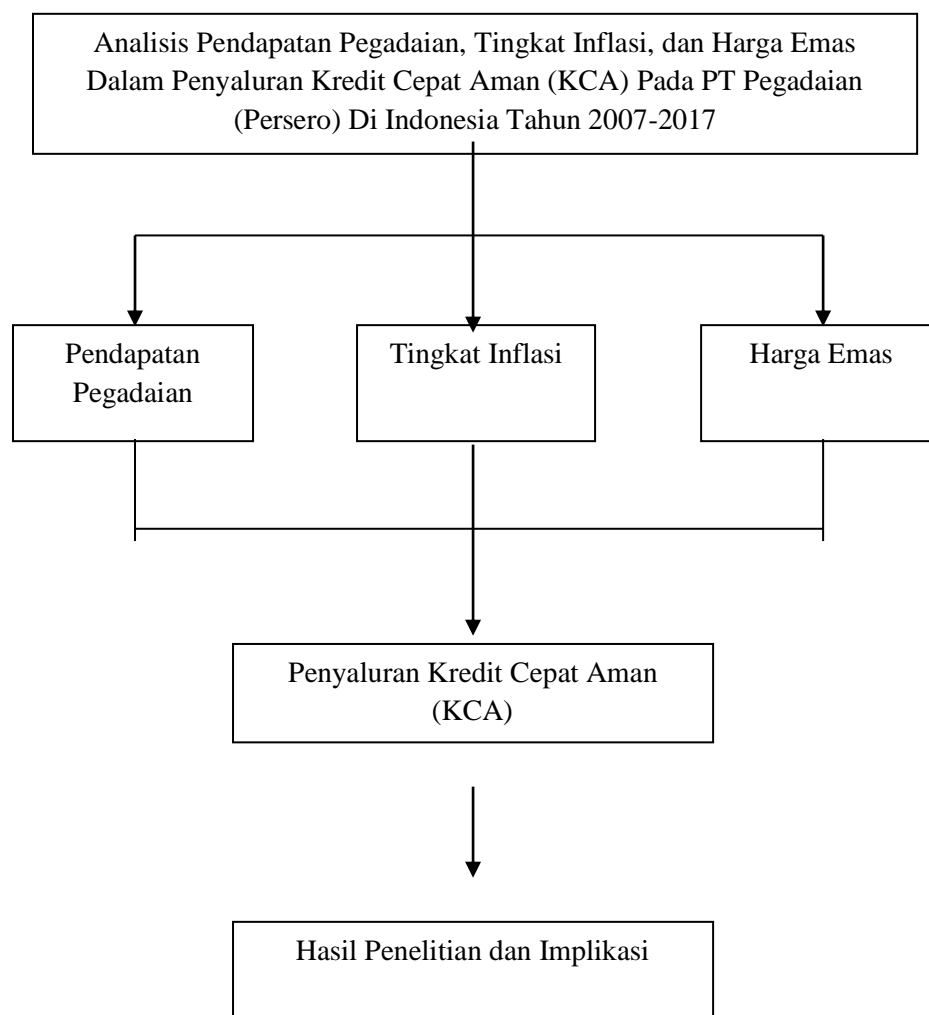 Analisis Pendapatan Pegadaian, Tingkat Inflasi, dan Harga Emas
Dalam Penyaluran Kredit Cepat Aman (KCA) Pada PT Pegadaian
(Persero) Di Indonesia Tahun 2007-2017
Pendapatan
Pegadaian
Tingkat Inflasi
Harga Emas
Penyaluran Kredit Cepat Aman
(KCA)
Hasil Penelitian dan Implikasi